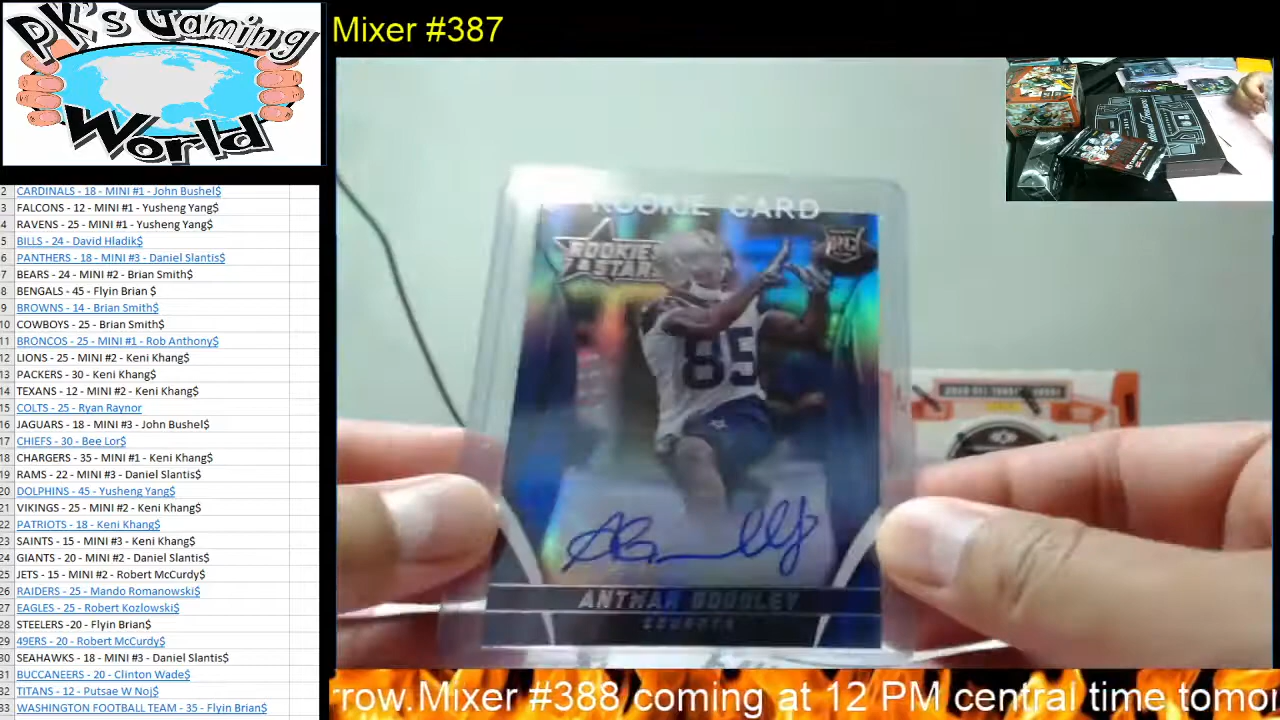 PK's Gaming
World
Mixer #387
2 CARDINALS - 18 - MINI #1 - John Bushel$
3 FALCONS - 12 - MINI #1 - Yusheng Yang$
4 RAVENS - 25 - MINI #1 - Yusheng Yang$
5 BILLS - 24 - David Hladik$
6 PANTHERS - 18 - MINI #3 - Daniel Slantis$
7 BEARS - 24 - MINI #2 - Brian Smith$
8 BENGALS - 45 - Flyin Brian $
9 BROWNS - 14 - Brian Smith$
10 COWBOYS - 25 - Brian Smith$
11 BRONCOS - 25 - MINI #1 - Rob Anthony$
12 LIONS - 25 - MINI #2 - Keni Khang$
13 PACKERS - 30 - Keni Khang$
14 TEXANS - 12 - MINI #2 - Keni Khang$
15 COLTS - 25 - Ryan Raynor
16 JAGUARS - 18 - MINI #3 - John Bushel$
17 CHIEFS - 30 - Bee Lor$
18 CHARGERS - 35 - MINI #1 - Keni Khang$
19 RAMS - 22 - MINI #3 - Daniel Slantis$
20 DOLPHINS - 45 - Yusheng Yang$
21 VIKINGS - 25 - MINI #2 - Keni Khang$
22 PATRIOTS - 18 - Keni Khang$
23 SAINTS - 15 - MINI #3 - Keni Khang$
24 GIANTS - 20 - MINI #2 - Daniel Slantis$
25 JETS - 15 - MINI #2 - Robert McCurdy$
26 RAIDERS - 25 - Mando Romanowski$
27 EAGLES - 25 - Robert Kozlowski$
28 STEELERS -20 - Flyin Brian$
29 49ERS - 20 - Robert McCurdy$
30 SEAHAWKS - 18 - MINI #3 - Daniel Slantis$
31 BUCCANEERS - 20 - Clinton Wade$
32 TITANS - 12 - Putsae W Noj$
33 WASHINGTON FOOTBALL TEAM - 35 - Flyin Brian$
ROOKIE CARD
ROOKIES
& STARS
RC
85
ANTWAN GOODLEY
COWBOYS
rrow.Mixer #388 coming at 12 PM central time tomor